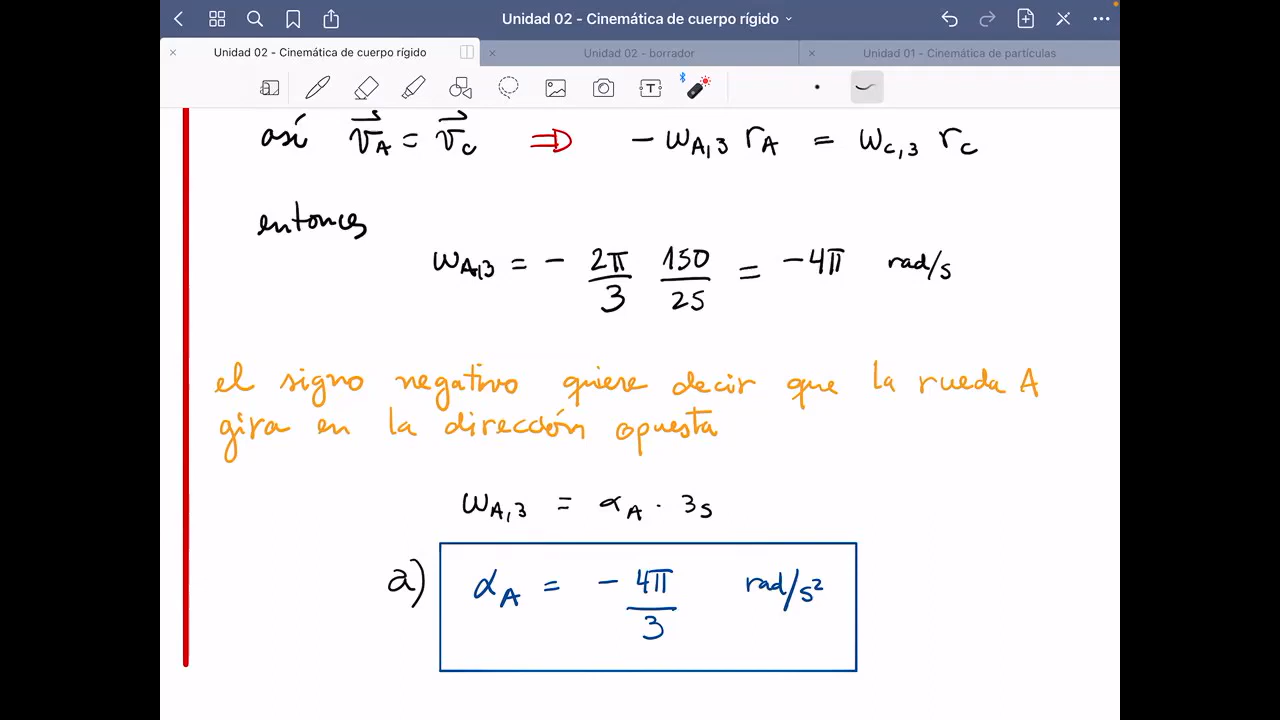 Unidad 02 - Cinemática de cuerpo rígido
Unidad 02 - Cinemática de cuerpo rígido
Unidad 02 - borrador
Unidad 01 - Cinemática de partículas
así v⃗_A = v⃗_C ⇒ - ω_A,3 r_A = ω_C,3 r_C
entonces
ω_A,3 = - 2π/3 150/25 = -4π rad/s
el signo negativo quiere decir que la rueda A
gira en la dirección opuesta
ω_A,3 = α_A · 3s
a) α_A = - 4π/3 rad/s²